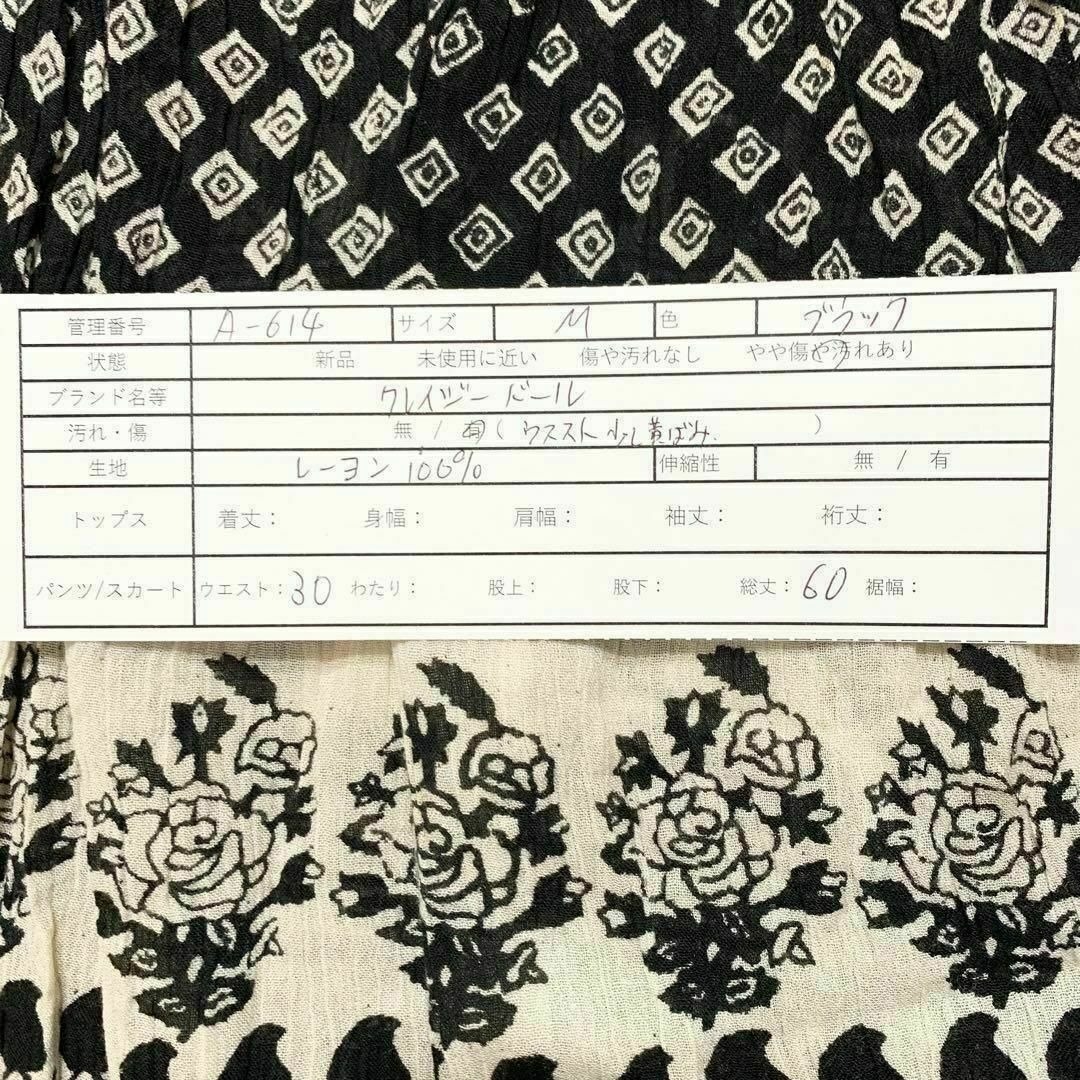 管理番号 A-614 サイズ M 色 ブラック
状態 新品 未使用に近い 傷や汚れなし やや傷や汚れあり
ブランド名等 クレイジードール
汚れ・傷 無 / 有 ( ウススト 少し黄ばみ. )
生地 レーヨン 100% 伸縮性 無 / 有
トップス 着丈: 身幅: 肩幅: 袖丈: 裄丈:
パンツ/スカート ウエスト: 30 わたり: 股上: 股下: 総丈: 60 裾幅: